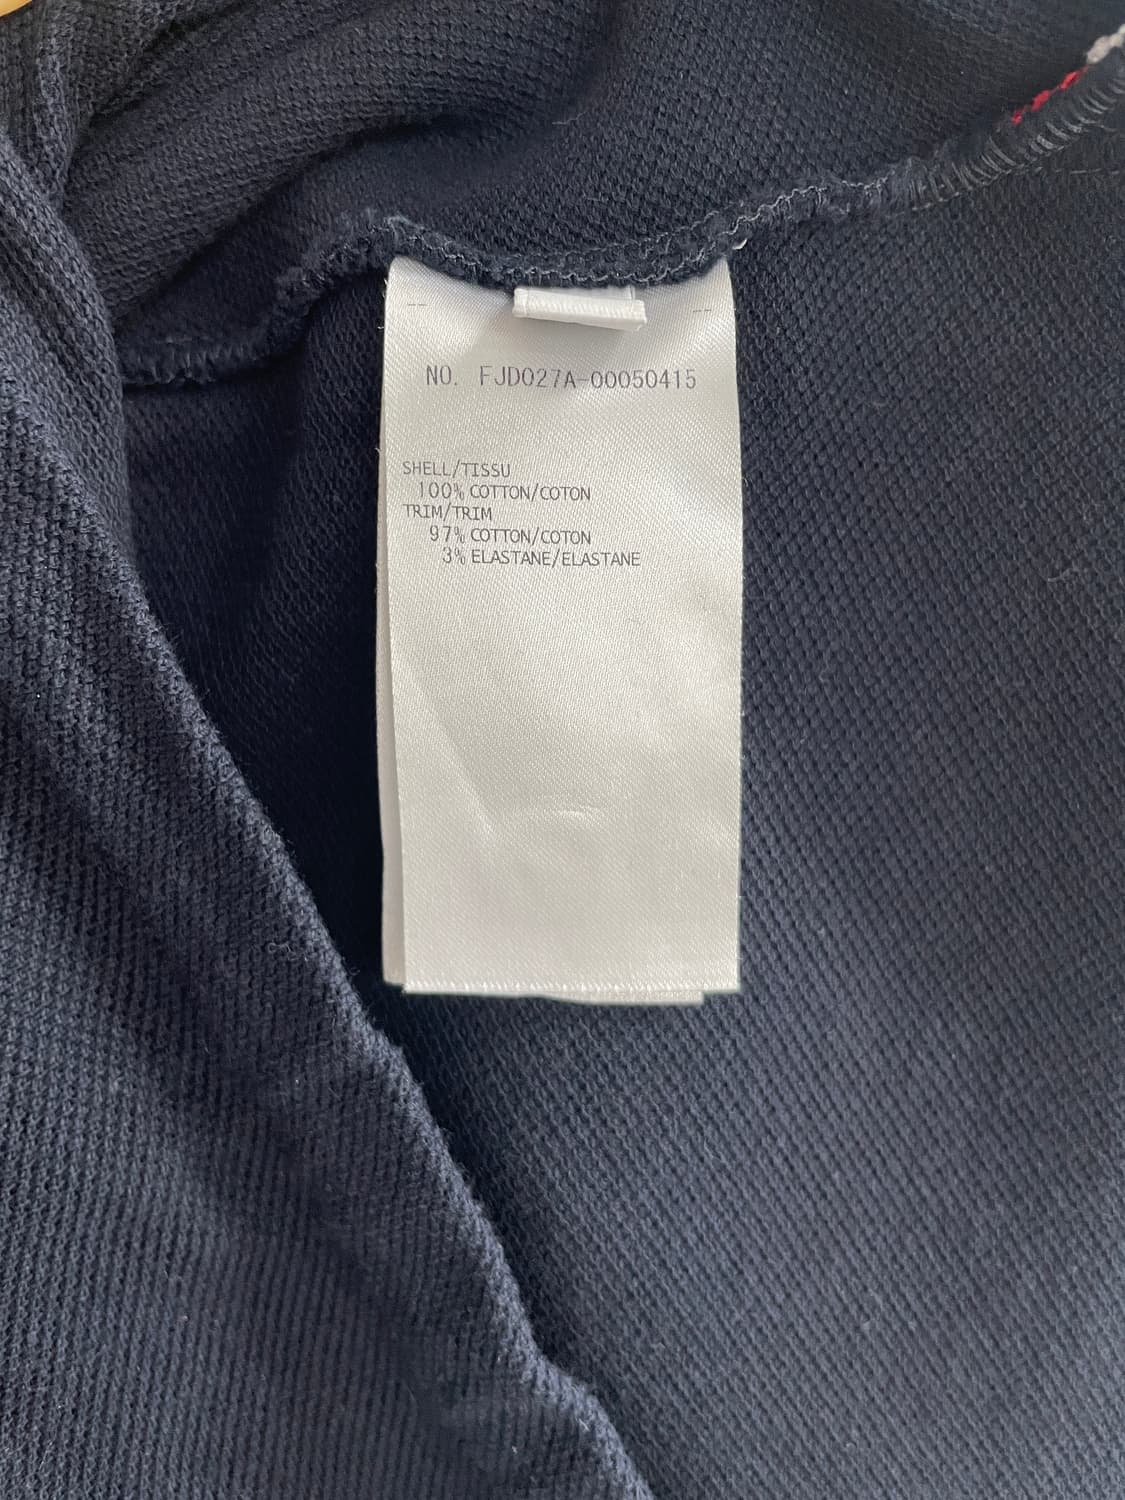 NO. FJD027A-00050415
SHELL/TISSU
100% COTTON/COTON
TRIM/TRIM
97% COTTON/COTON
3% ELASTANE/ELASTANE